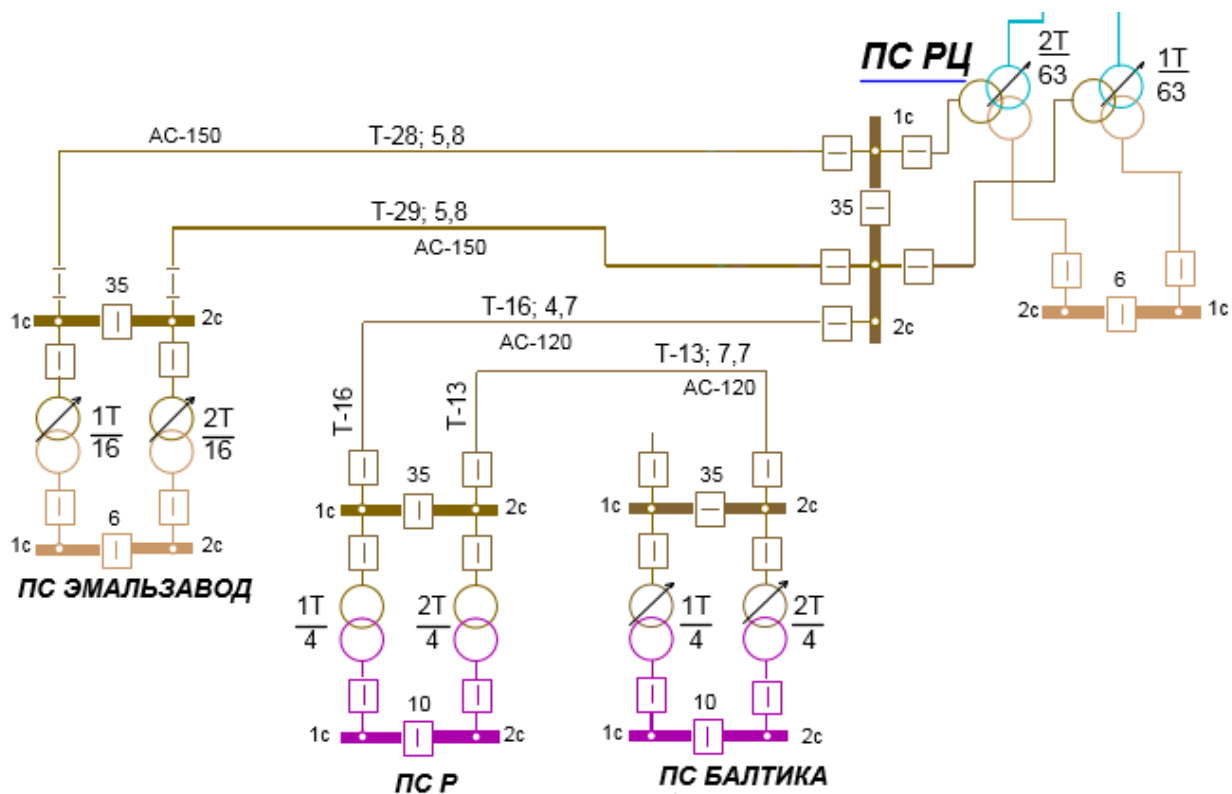 ПС РЦ
2Т
63
1Т
63
1с
АС-150
Т-28; 5,8
35
Т-29; 5,8
АС-150
6
2с
1с
35
1с
2с
Т-16; 4,7
АС-120
2с
Т-13; 7,7
АС-120
Т-16
Т-13
1Т
16
2Т
16
35
1с
2с
35
1с
2с
6
1с
2с
ПС ЭМАЛЬЗАВОД
1Т
4
2Т
4
1Т
4
2Т
4
10
1с
2с
10
1с
2с
ПС Р
ПС БАЛТИКА